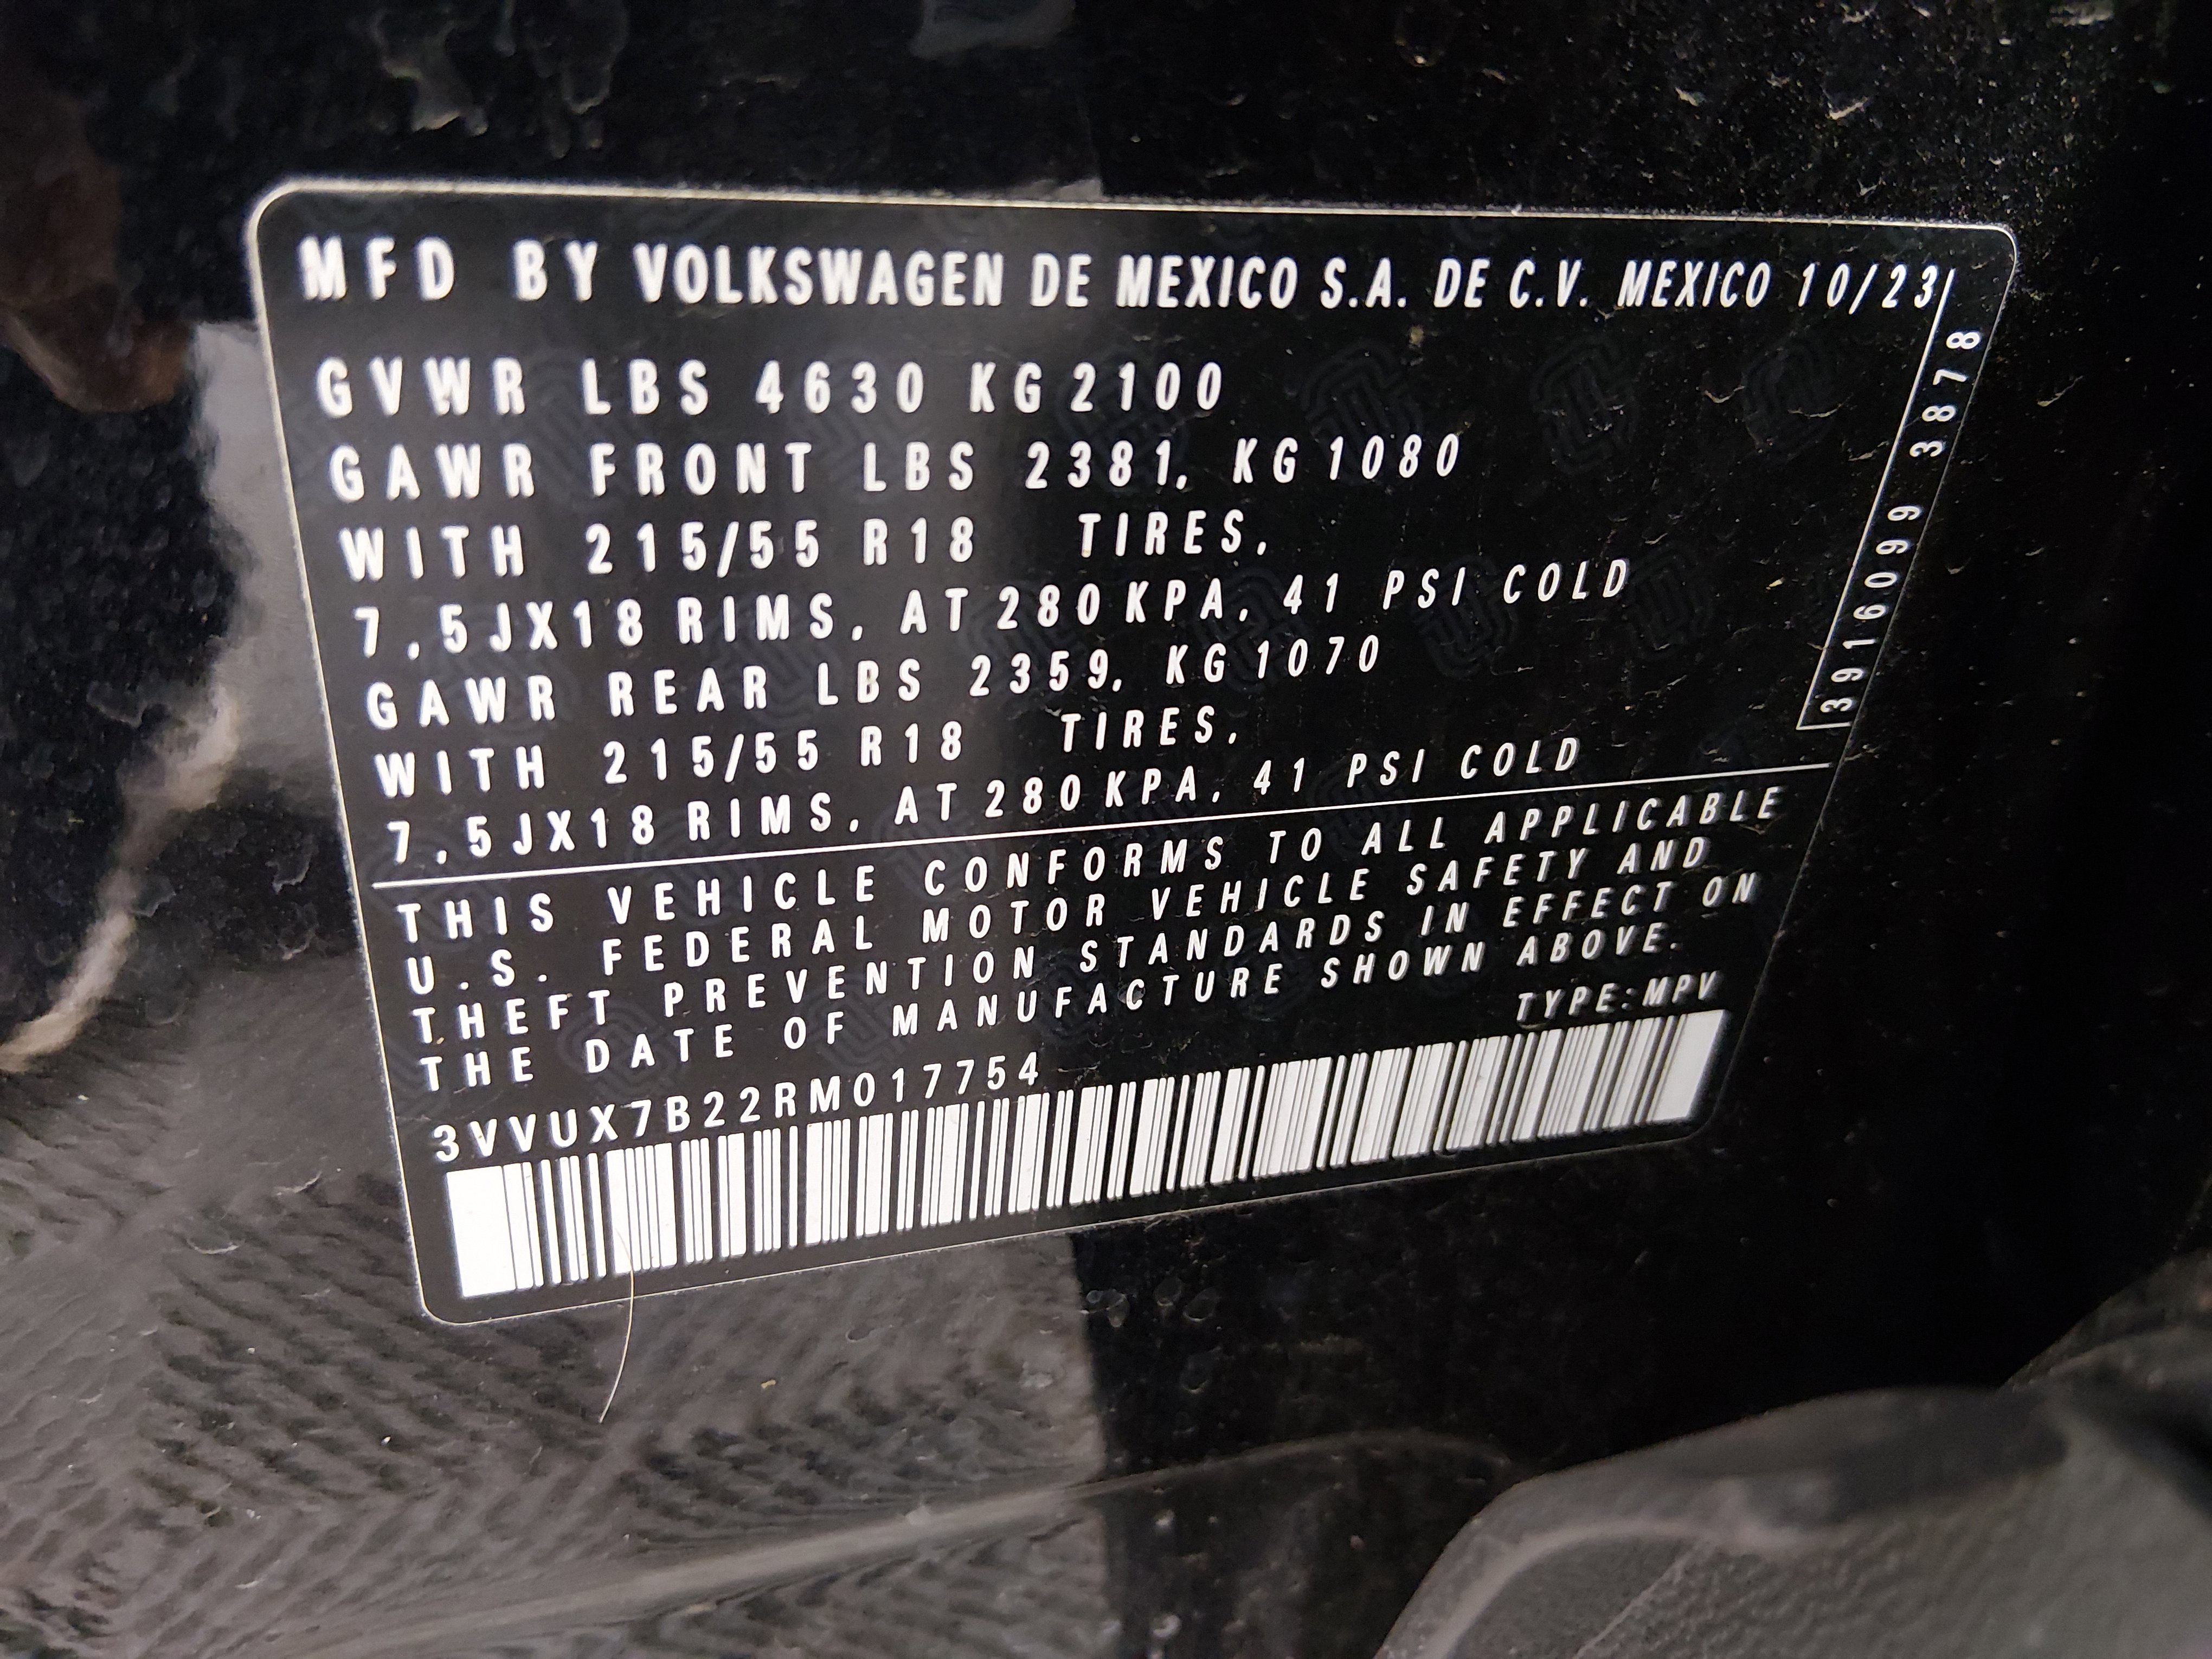 MFD BY VOLKSWAGEN DE MEXICO S.A. DE C.V. MEXICO 10/23
GVWR LBS 4630 KG 2100
GAWR FRONT LBS 2381, KG 1080
WITH 215/55 R18 TIRES,
7,5JX18 RIMS, AT 280 KPA, 41 PSI COLD
GAWR REAR LBS 2359, KG 1070
WITH 215/55 R18 TIRES,
7,5JX18 RIMS, AT 280 KPA, 41 PSI COLD
3916099 3878
THIS VEHICLE CONFORMS TO ALL APPLICABLE
U.S. FEDERAL MOTOR VEHICLE SAFETY AND
THEFT PREVENTION STANDARDS IN EFFECT ON
THE DATE OF MANUFACTURE SHOWN ABOVE.
TYPE:MPV
3VVUX7B22RM017754